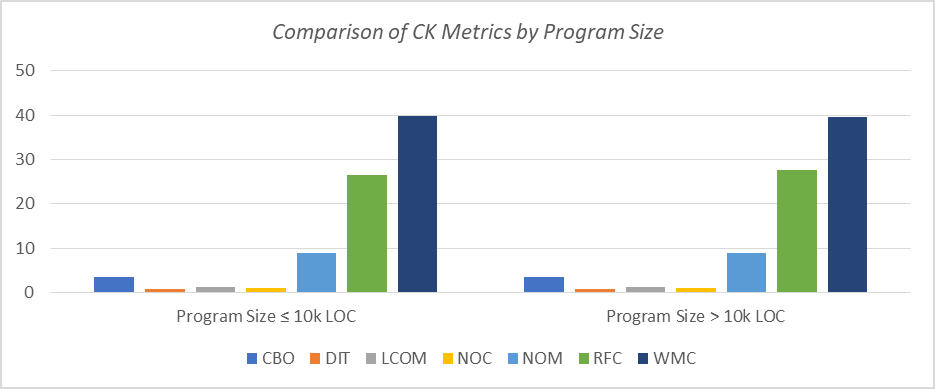 Comparison of CK Metrics by Program Size
50
40
30
20
10
0
Program Size ≤ 10k LOC Program Size > 10k LOC
CBO DIT LCOM NOC NOM RFC WMC